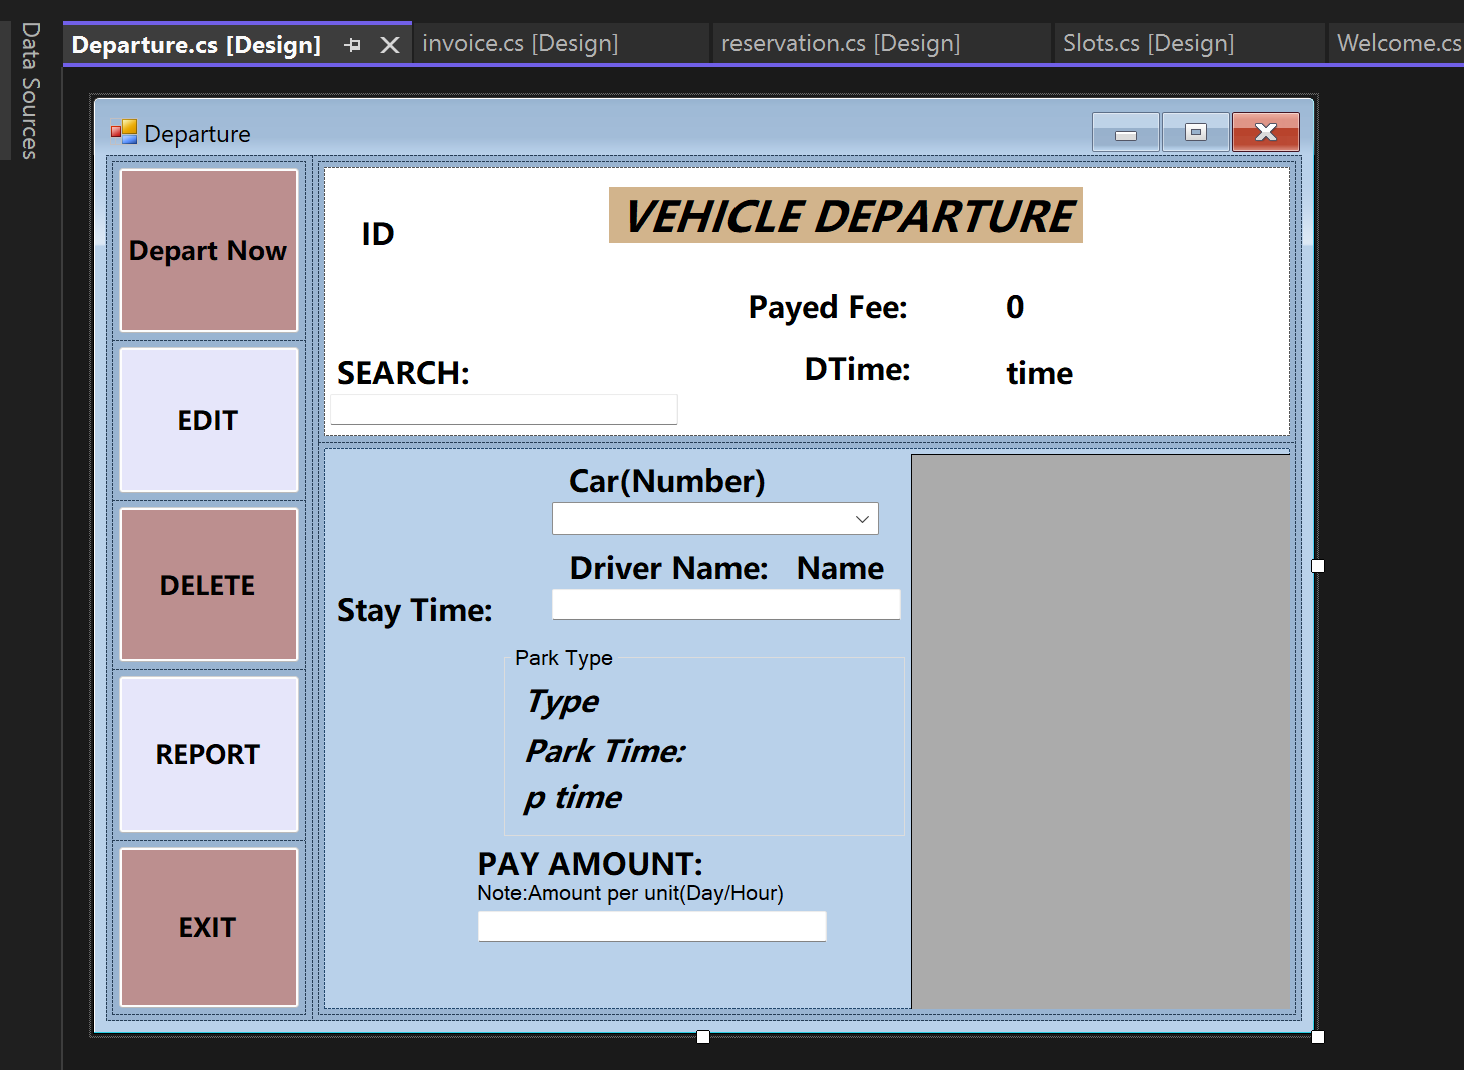 Data Sources
Departure.cs [Design]
invoice.cs [Design]
reservation.cs [Design]
Slots.cs [Design]
Welcome.cs
Departure
Depart Now
EDIT
DELETE
REPORT
EXIT
ID
VEHICLE DEPARTURE
Payed Fee: 0
SEARCH:
DTime: time
Car(Number)
Driver Name: Name
Stay Time:
Park Type
Type
Park Time:
p time
PAY AMOUNT:
Note:Amount per unit(Day/Hour)